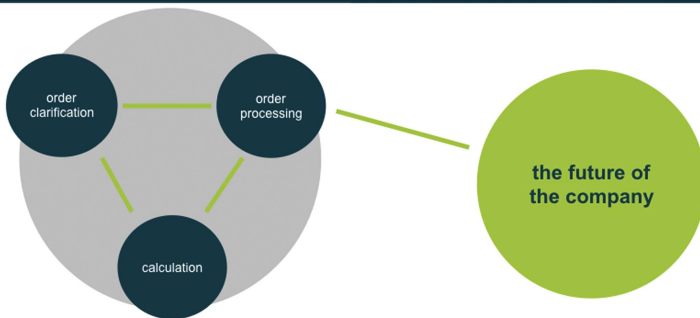 order
clarification
order
processing
calculation
the future of
the company